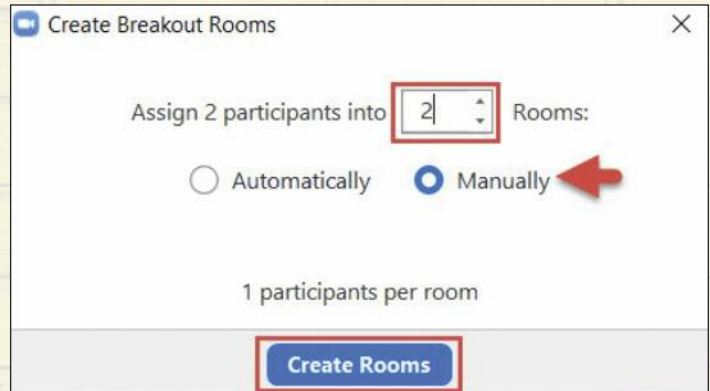 Create Breakout Rooms
Assign 2 participants into 2 Rooms:
Automatically Manually
1 participants per room
Create Rooms